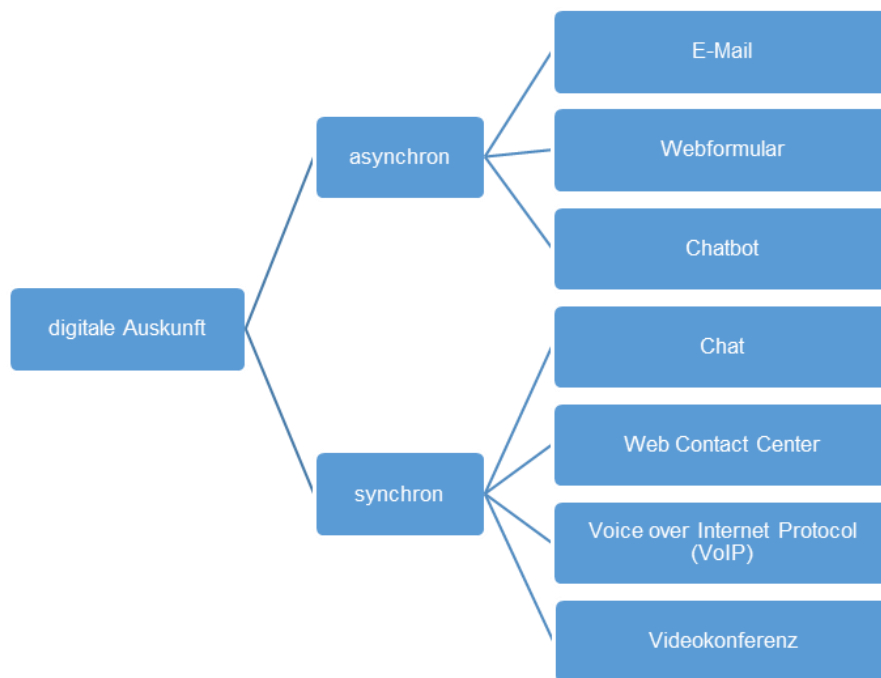 digitale Auskunft
asynchron
E-Mail
Webformular
Chatbot
synchron
Chat
Web Contact Center
Voice over Internet Protocol
(VoIP)
Videokonferenz